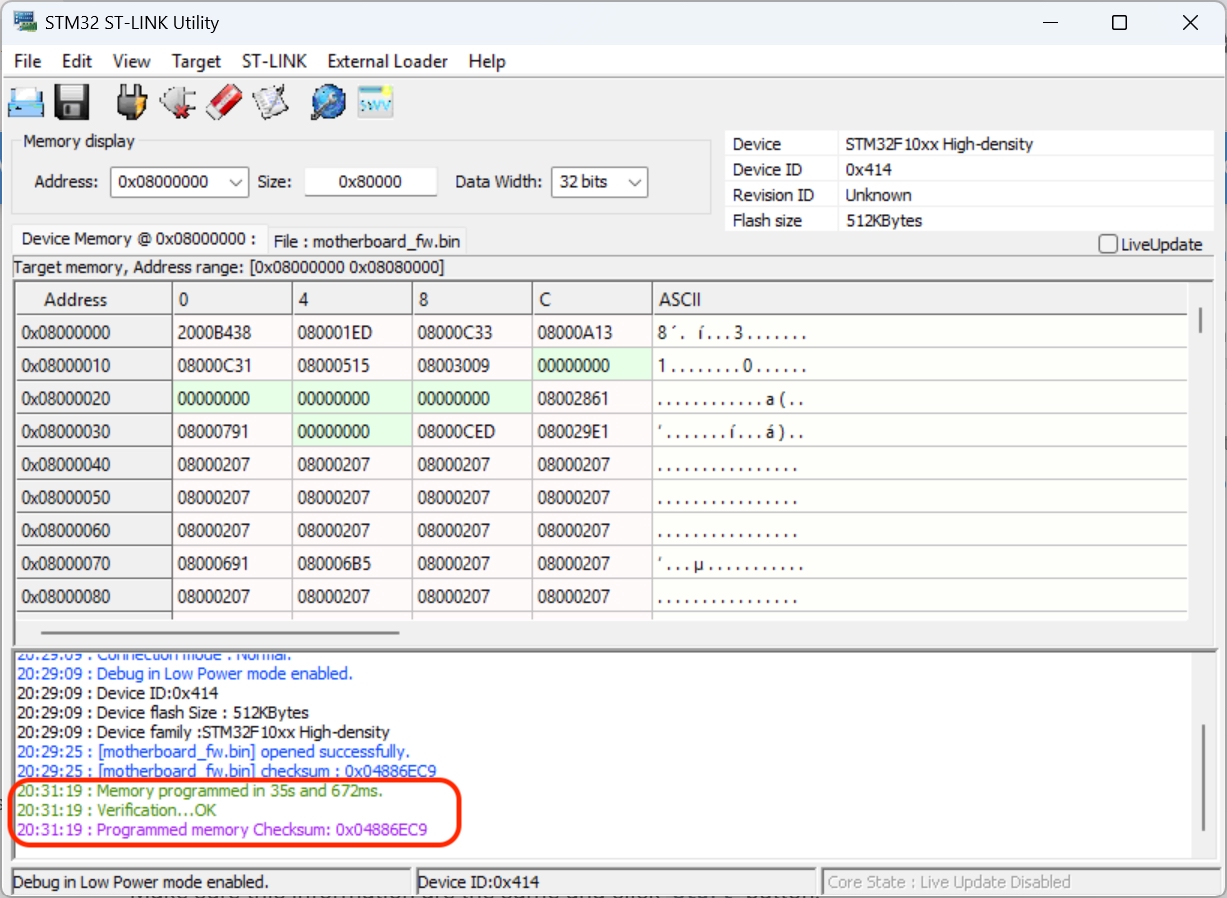 STM32 ST-LINK Utility
File Edit View Target ST-LINK External Loader Help
Memory display
Address: 0x08000000 Size: 0x80000 Data Width: 32 bits
Device STM32F10xx High-density
Device ID 0x414
Revision ID Unknown
Flash size 512KBytes
LiveUpdate
Device Memory @ 0x08000000 : File : motherboard_fw.bin
Target memory, Address range: [0x08000000 0x08080000]
Address 0 4 8 C ASCII
0x08000000 2000B438 080001ED 08000C33 08000A13 8´. í...3.......
0x08000010 08000C31 08000515 08003009 00000000 1........0......
0x08000020 00000000 00000000 00000000 08002861 ............a(..
0x08000030 08000791 00000000 08000CED 080029E1 ‘.......í...á)..
0x08000040 08000207 08000207 08000207 08000207 ................
0x08000050 08000207 08000207 08000207 08000207 ................
0x08000060 08000207 08000207 08000207 08000207 ................
0x08000070 08000691 080006B5 08000207 08000207 ‘...µ...........
0x08000080 08000207 08000207 08000207 08000207 ................
20:29:09 : Connection mode : Normal.
20:29:09 : Debug in Low Power mode enabled.
20:29:09 : Device ID:0x414
20:29:09 : Device flash Size : 512KBytes
20:29:09 : Device family :STM32F10xx High-density
20:29:25 : [motherboard_fw.bin] opened successfully.
20:29:25 : [motherboard_fw.bin] checksum : 0x04886EC9
20:31:19 : Memory programmed in 35s and 672ms.
20:31:19 : Verification...OK
20:31:19 : Programmed memory Checksum: 0x04886EC9
Debug in Low Power mode enabled. Device ID:0x414 Core State : Live Update Disabled